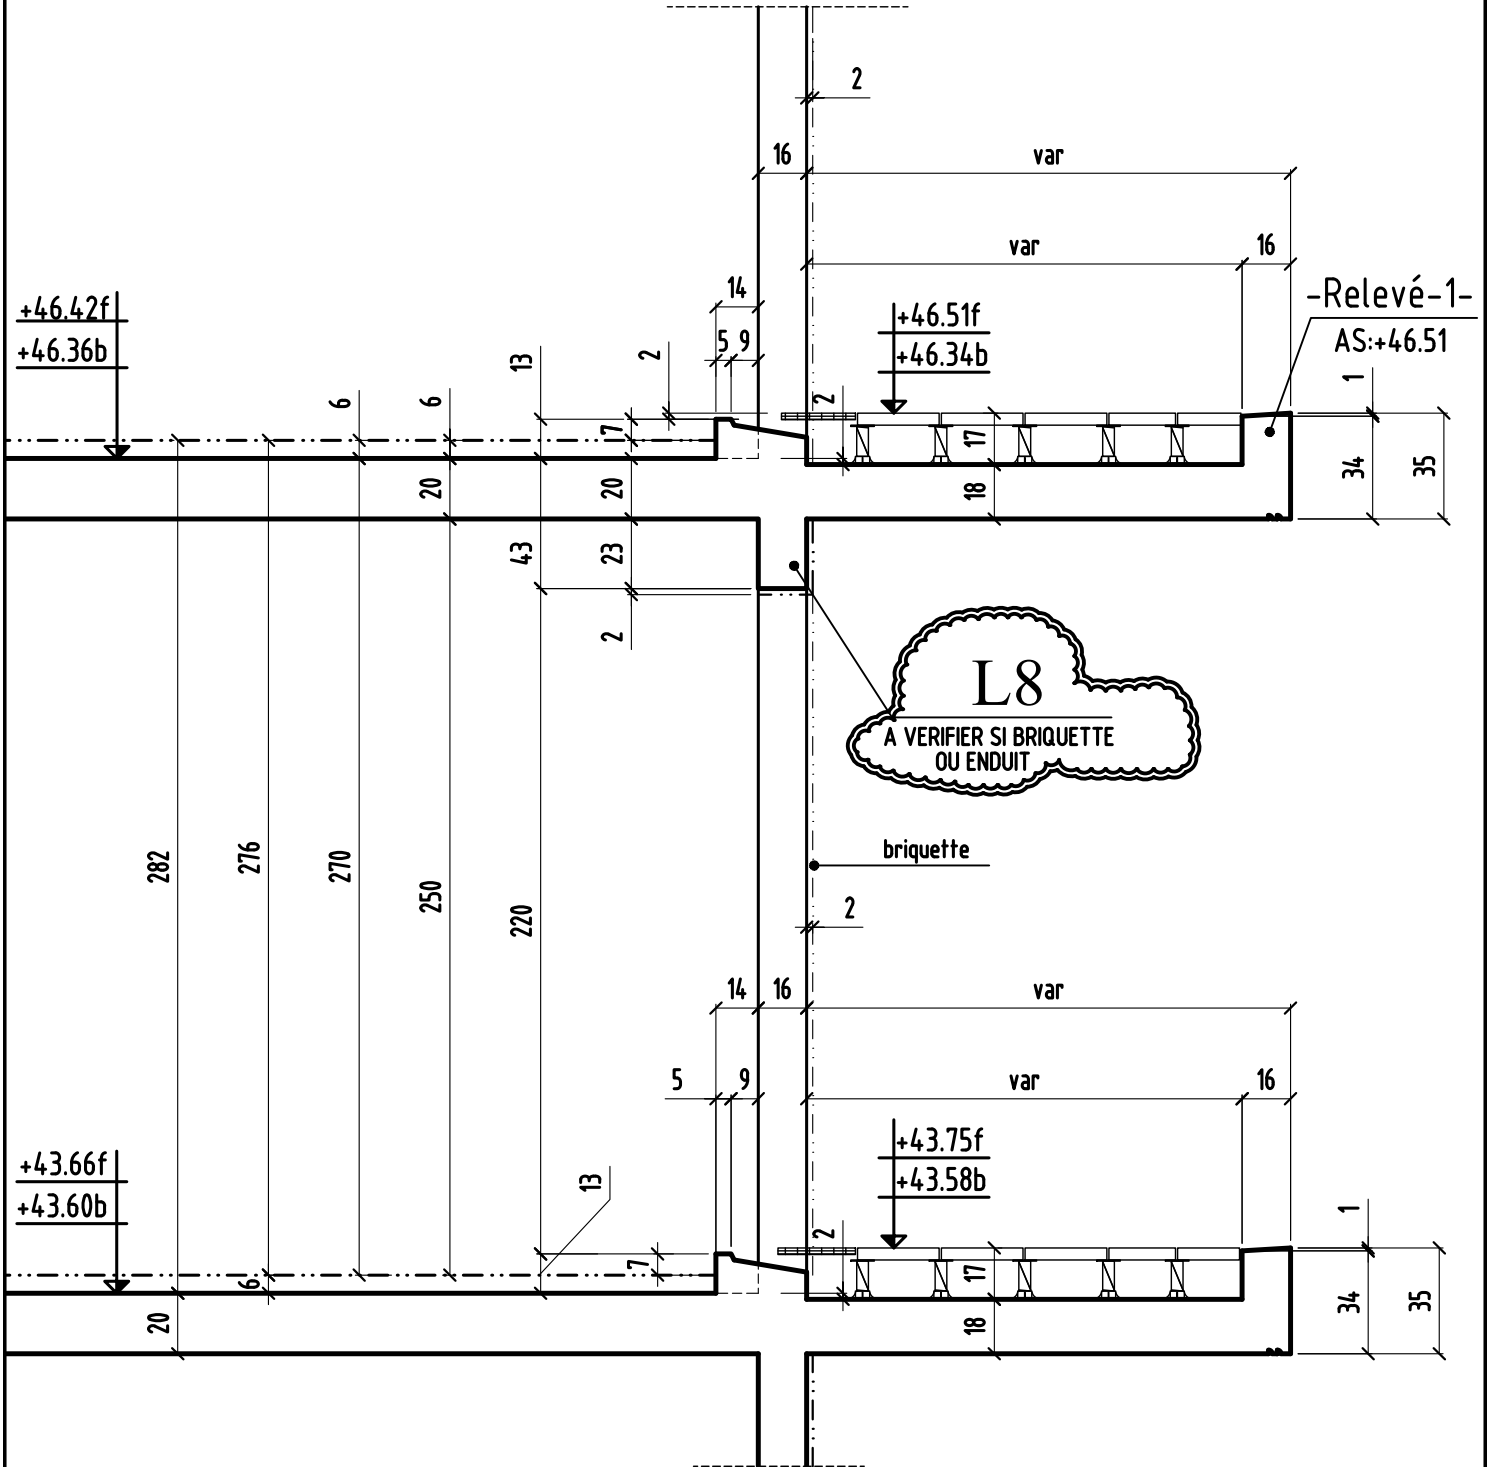 2
16
var
var
16
14
-Relevé-1-
+46.42f
+46.51f
AS:+46.51
5 9
2
+46.36b
+46.34b
13
1
6
6
2
7
17
34
35
20
20
18
43
23
2
L8
A VERIFIER SI BRIQUETTE
OU ENDUIT
briquette
282
276
270
250
220
2
14
16
var
5
9
var
16
+43.75f
+43.66f
+43.58b
13
+43.60b
1
2
7
17
6
34
35
20
18